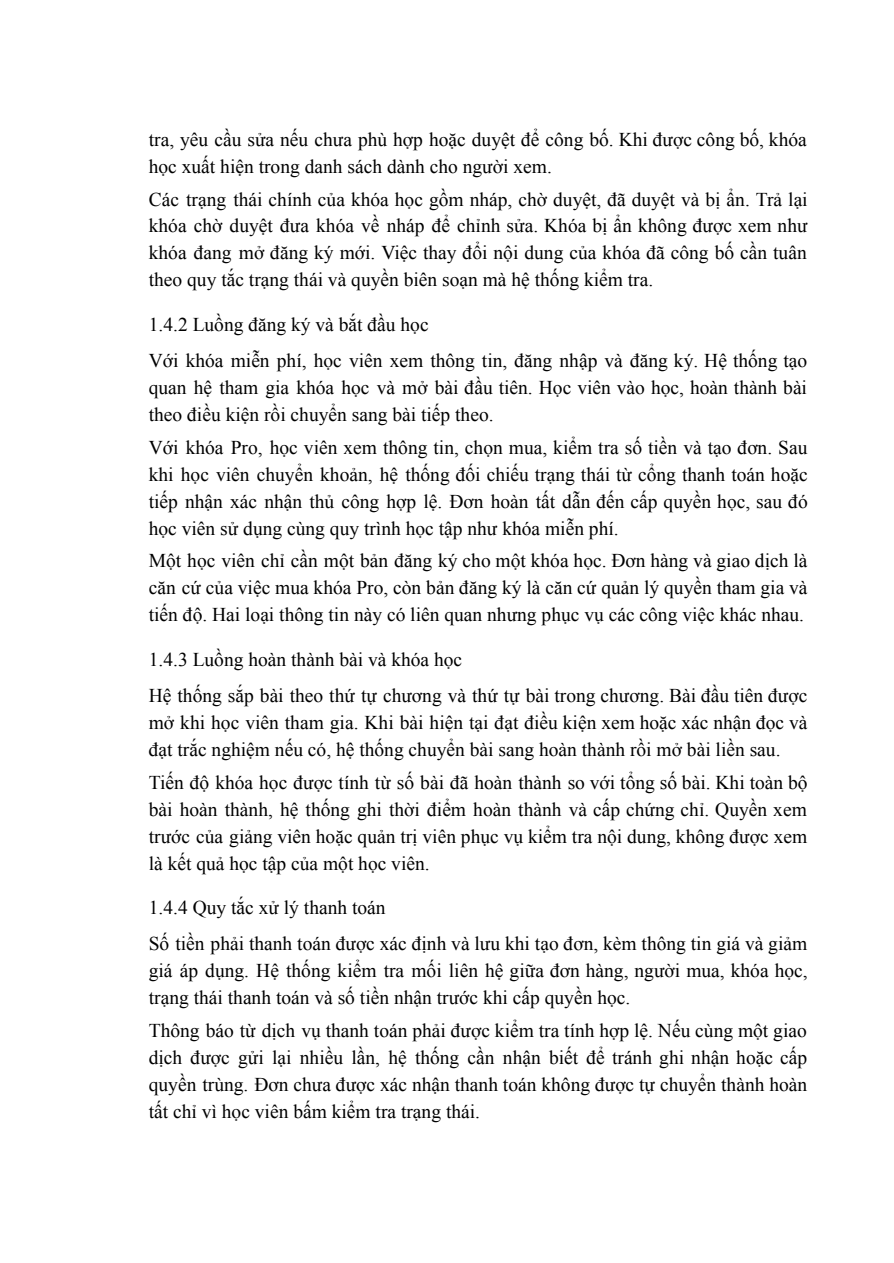 tra, yêu cầu sửa nếu chưa phù hợp hoặc duyệt để công bố. Khi được công bố, khóa
học xuất hiện trong danh sách dành cho người xem.
Các trạng thái chính của khóa học gồm nháp, chờ duyệt, đã duyệt và bị ẩn. Trả lại
khóa chờ duyệt đưa khóa về nháp để chỉnh sửa. Khóa bị ẩn không được xem như
khóa đang mở đăng ký mới. Việc thay đổi nội dung của khóa đã công bố cần tuân
theo quy tắc trạng thái và quyền biên soạn mà hệ thống kiểm tra.
1.4.2 Luồng đăng ký và bắt đầu học
Với khóa miễn phí, học viên xem thông tin, đăng nhập và đăng ký. Hệ thống tạo
quan hệ tham gia khóa học và mở bài đầu tiên. Học viên vào học, hoàn thành bài
theo điều kiện rồi chuyển sang bài tiếp theo.
Với khóa Pro, học viên xem thông tin, chọn mua, kiểm tra số tiền và tạo đơn. Sau
khi học viên chuyển khoản, hệ thống đối chiếu trạng thái từ cổng thanh toán hoặc
tiếp nhận xác nhận thủ công hợp lệ. Đơn hoàn tất dẫn đến cấp quyền học, sau đó
học viên sử dụng cùng quy trình học tập như khóa miễn phí.
Một học viên chỉ cần một bản đăng ký cho một khóa học. Đơn hàng và giao dịch là
căn cứ của việc mua khóa Pro, còn bản đăng ký là căn cứ quản lý quyền tham gia và
tiến độ. Hai loại thông tin này có liên quan nhưng phục vụ các công việc khác nhau.
1.4.3 Luồng hoàn thành bài và khóa học
Hệ thống sắp bài theo thứ tự chương và thứ tự bài trong chương. Bài đầu tiên được
mở khi học viên tham gia. Khi bài hiện tại đạt điều kiện xem hoặc xác nhận đọc và
đạt trắc nghiệm nếu có, hệ thống chuyển bài sang hoàn thành rồi mở bài liền sau.
Tiến độ khóa học được tính từ số bài đã hoàn thành so với tổng số bài. Khi toàn bộ
bài hoàn thành, hệ thống ghi thời điểm hoàn thành và cấp chứng chỉ. Quyền xem
trước của giảng viên hoặc quản trị viên phục vụ kiểm tra nội dung, không được xem
là kết quả học tập của một học viên.
1.4.4 Quy tắc xử lý thanh toán
Số tiền phải thanh toán được xác định và lưu khi tạo đơn, kèm thông tin giá và giảm
giá áp dụng. Hệ thống kiểm tra mối liên hệ giữa đơn hàng, người mua, khóa học,
trạng thái thanh toán và số tiền nhận trước khi cấp quyền học.
Thông báo từ dịch vụ thanh toán phải được kiểm tra tính hợp lệ. Nếu cùng một giao
dịch được gửi lại nhiều lần, hệ thống cần nhận biết để tránh ghi nhận hoặc cấp
quyền trùng. Đơn chưa được xác nhận thanh toán không được tự chuyển thành hoàn
tất chỉ vì học viên bấm kiểm tra trạng thái.